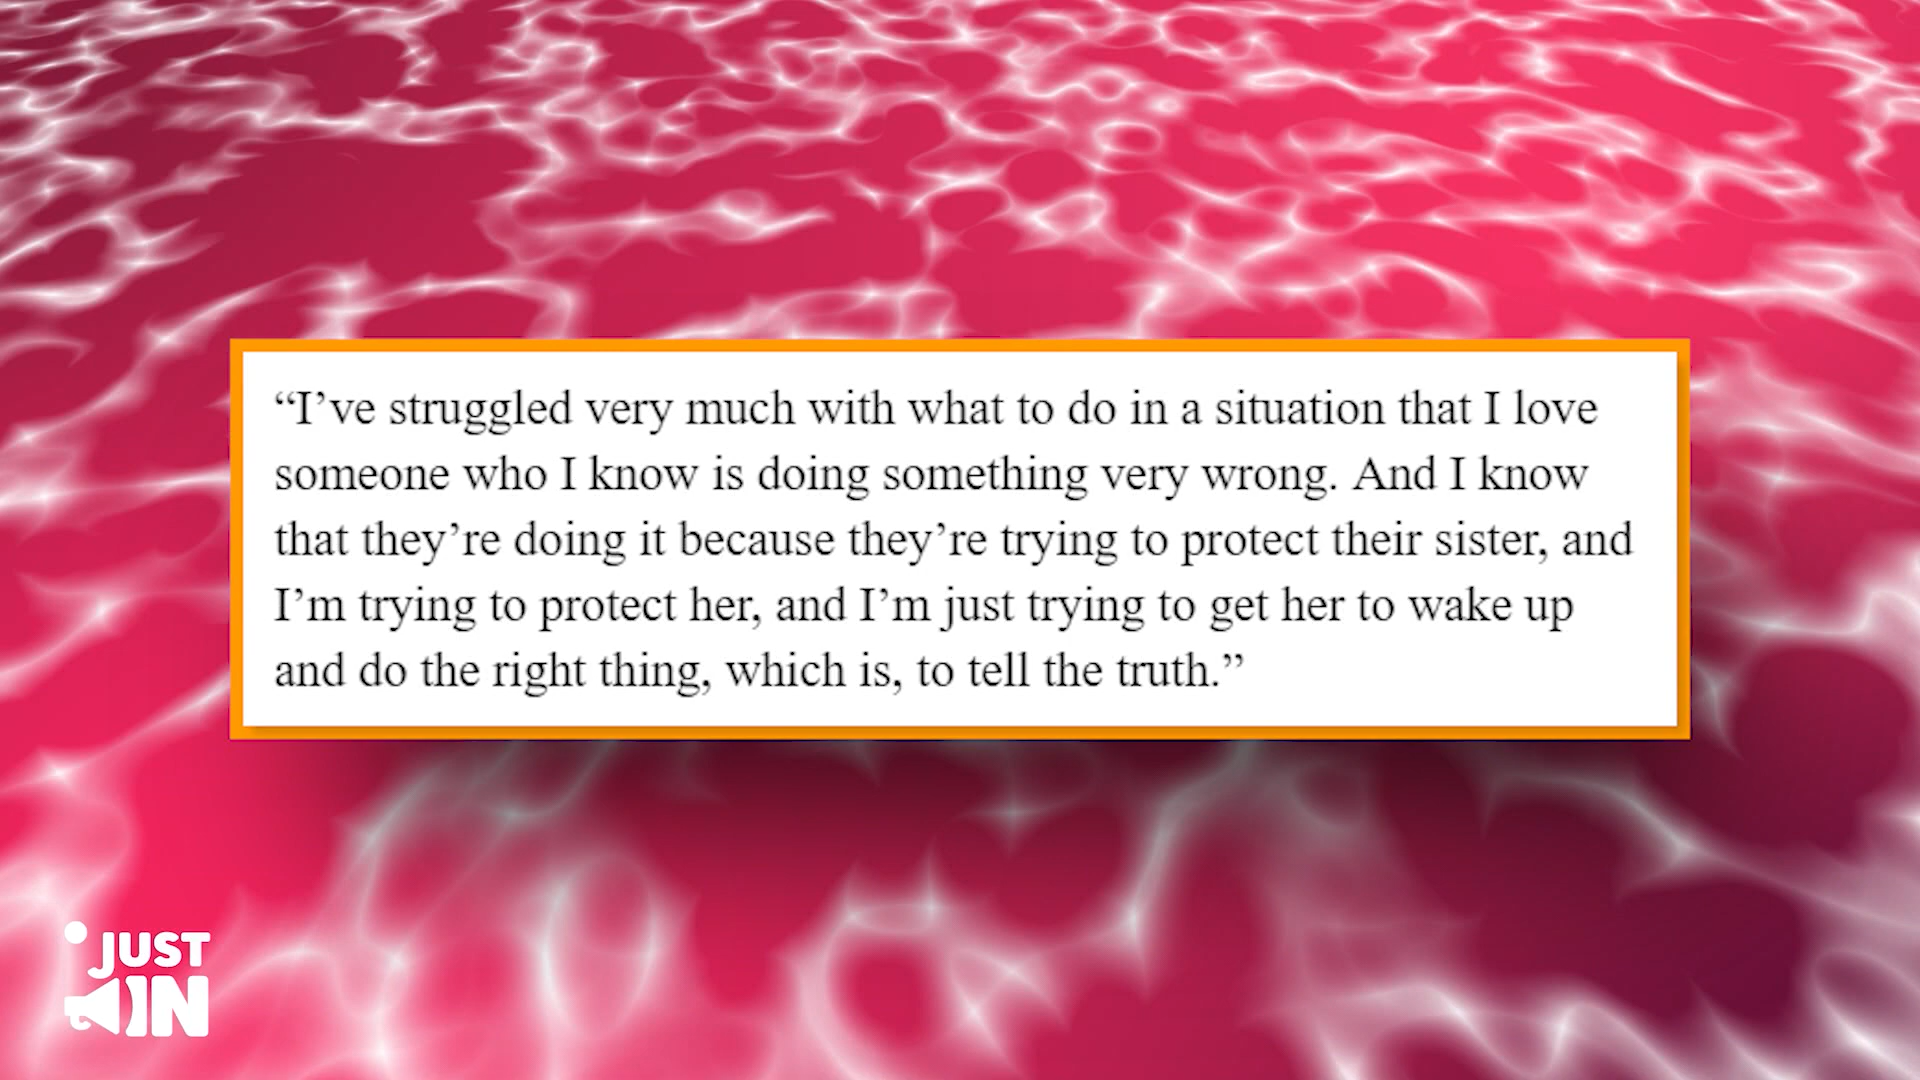 “I’ve struggled very much with what to do in a situation that I love
someone who I know is doing something very wrong. And I know
that they’re doing it because they’re trying to protect their sister, and
I’m trying to protect her, and I’m just trying to get her to wake up
and do the right thing, which is, to tell the truth.”
JUST
IN